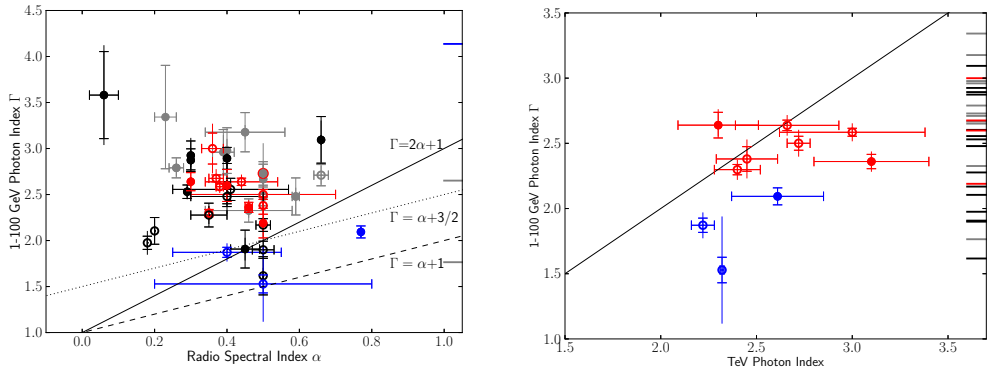 4.5
4.0
3.5
3.0
2.5
2.0
1.5
1.0
1-100 GeV Photon Index Γ
Γ=2α+1
Γ = α+3/2
Γ = α+1
0.0 0.2 0.4 0.6 0.8 1.0
Radio Spectral Index α
3.5
3.0
2.5
2.0
1.5
1.0
1-100 GeV Photon Index Γ
1.5 2.0 2.5 3.0 3.5
TeV Photon Index